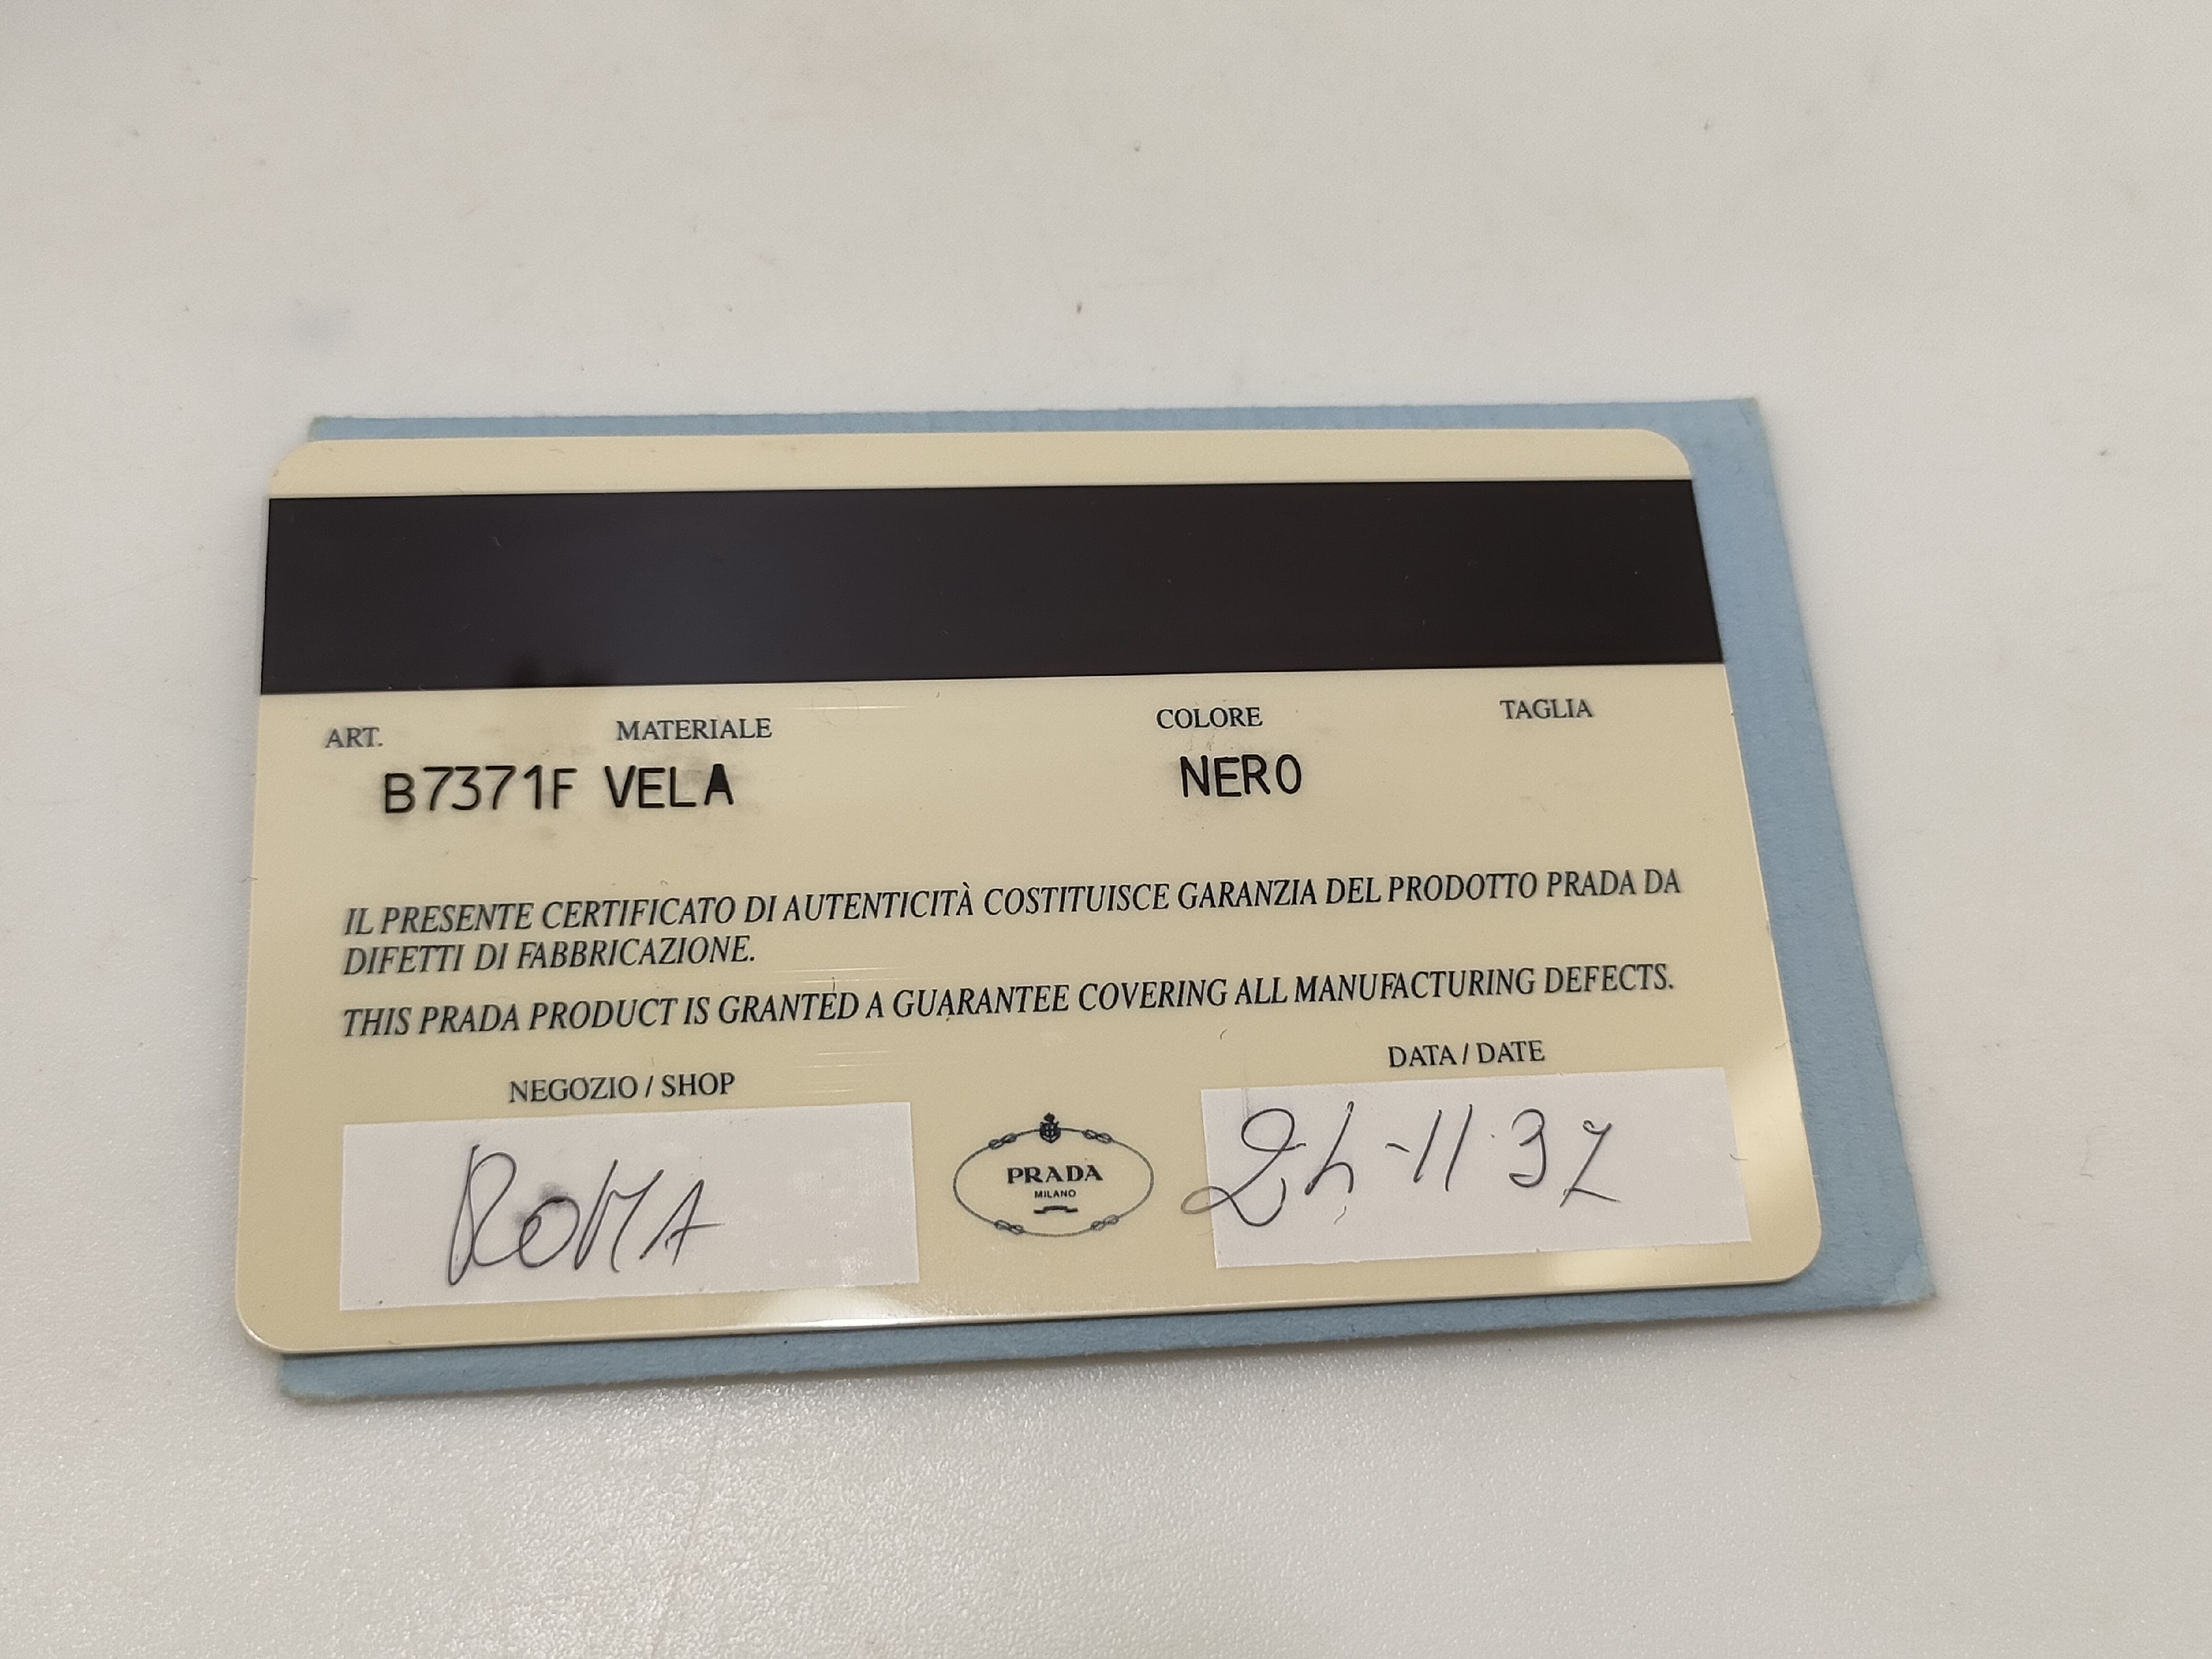 ART. MATERIALE COLORE TAGLIA
B7371F VELA NERO
IL PRESENTE CERTIFICATO DI AUTENTICITÀ COSTITUISCE GARANZIA DEL PRODOTTO PRADA DA
DIFETTI DI FABBRICAZIONE.
THIS PRADA PRODUCT IS GRANTED A GUARANTEE COVERING ALL MANUFACTURING DEFECTS.
NEGOZIO / SHOP
ROMA
PRADA
MILANO
DATA / DATE